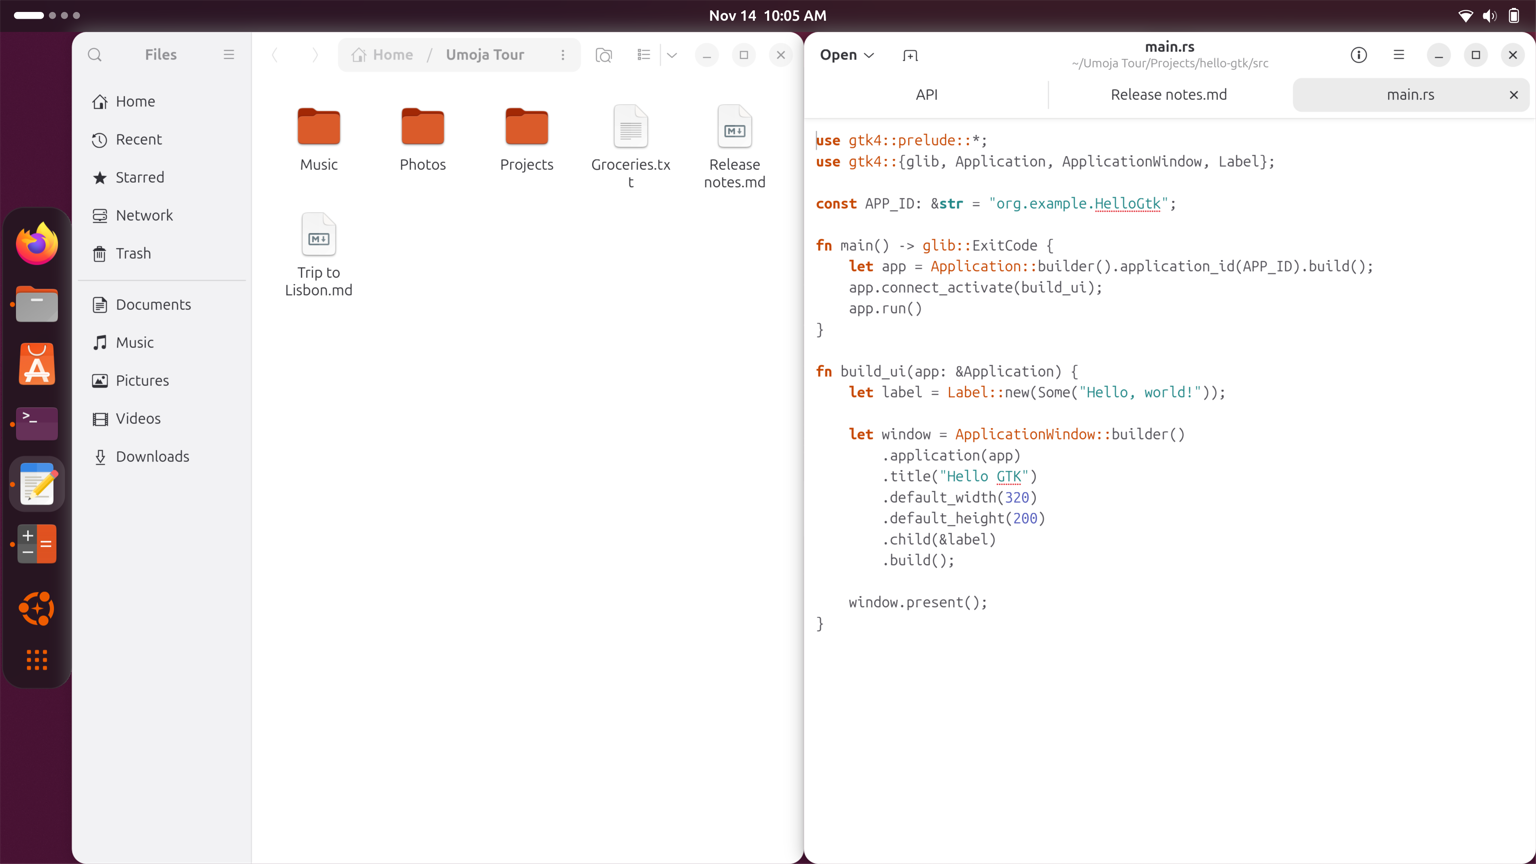 Nov 14 10:05 AM
Files
Home / Umoja Tour
Home
Recent
Starred
Network
Trash
Documents
Music
Pictures
Videos
Downloads
Music
Photos
Projects
Groceries.tx
t
Release
notes.md
Trip to
Lisbon.md
Open
main.rs
~/Umoja Tour/Projects/hello-gtk/src
API
Release notes.md
main.rs
use gtk4::prelude::*;
use gtk4::{glib, Application, ApplicationWindow, Label};
const APP_ID: &str = "org.example.HelloGtk";
fn main() -> glib::ExitCode {
    let app = Application::builder().application_id(APP_ID).build();
    app.connect_activate(build_ui);
    app.run()
}
fn build_ui(app: &Application) {
    let label = Label::new(Some("Hello, world!"));
    let window = ApplicationWindow::builder()
        .application(app)
        .title("Hello GTK")
        .default_width(320)
        .default_height(200)
        .child(&label)
        .build();
    window.present();
}